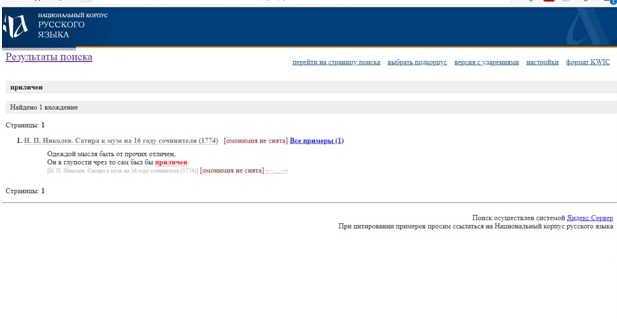 НАЦИОНАЛЬНЫЙ КОРПУС
РУССКОГО
ЯЗЫКА
Результаты поиска
перейти на страницу поиска выбрать подкорпус версия с ударениями настройки формат KWIC
приличен
Найдено 1 вхождение
Страницы: 1
1. Н. П. Николев. Сатира к музе на 16 году сочинителя (1774) [омонимия не снята] Все примеры (1)
Одеждой мысля быть от прочих отличен,
Он в глупости чрез то сам был бы приличен.
[Н. П. Николев. Сатира к музе на 16 году сочинителя (1774)] [омонимия не снята] ←…→
Страницы: 1
Поиск осуществлен системой Яндекс.Сервер
При цитировании примеров просим ссылаться на Национальный корпус русского языка